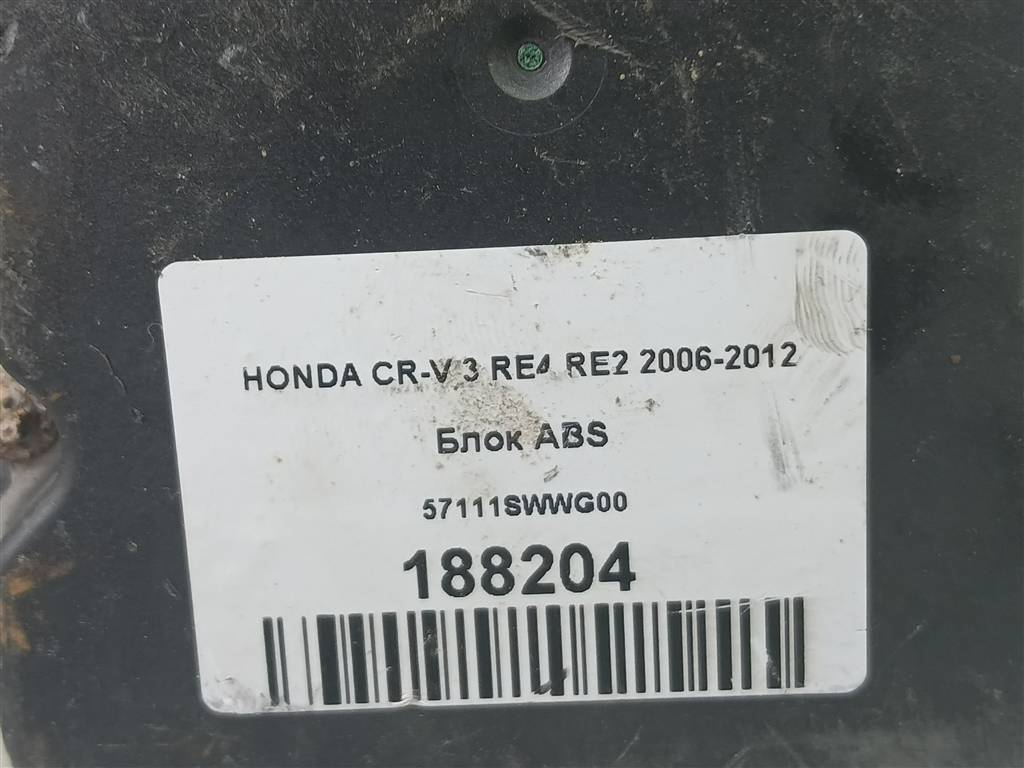 HONDA CR-V 3 RE4 RE2 2006-2012
Блок ABS
57111SWWG00
188204